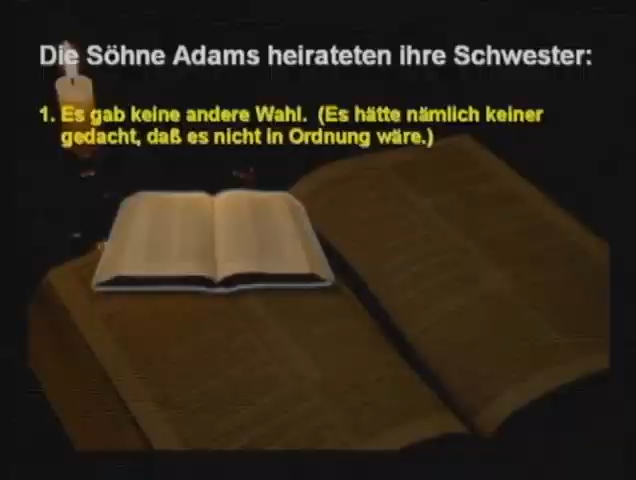 Die Söhne Adams heirateten ihre Schwester:
1. Es gab keine andere Wahl. (Es hätte nämlich keiner
gedacht, daß es nicht in Ordnung wäre.)